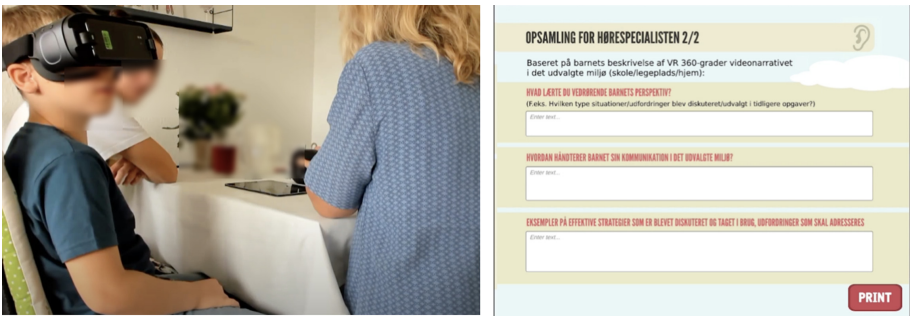 OPSAMLING FOR HØRESPECIALISTEN 2/2
Baseret på barnets beskrivelse af VR 360-grader videonarrativet
i det udvalgte miljø (skole/legeplads/hjem):
HVAD LÆRTE DU VEDRØRENDE BARNETS PERSPEKTIV?
(F.eks. Hvilken type situationer/udfordringer blev diskuteret/udvalgt i tidligere opgaver?)
Enter text...
HVORDAN HÅNDTERER BARNET SIN KOMMUNIKATION I DET UDVALGTE MILJØ?
Enter text...
EKSEMPLER PÅ EFFEKTIVE STRATEGIER SOM ER BLEVET DISKUTERET OG TAGET I BRUG, UDFORDRINGER SOM SKAL ADRESSERES
Enter text...
PRINT